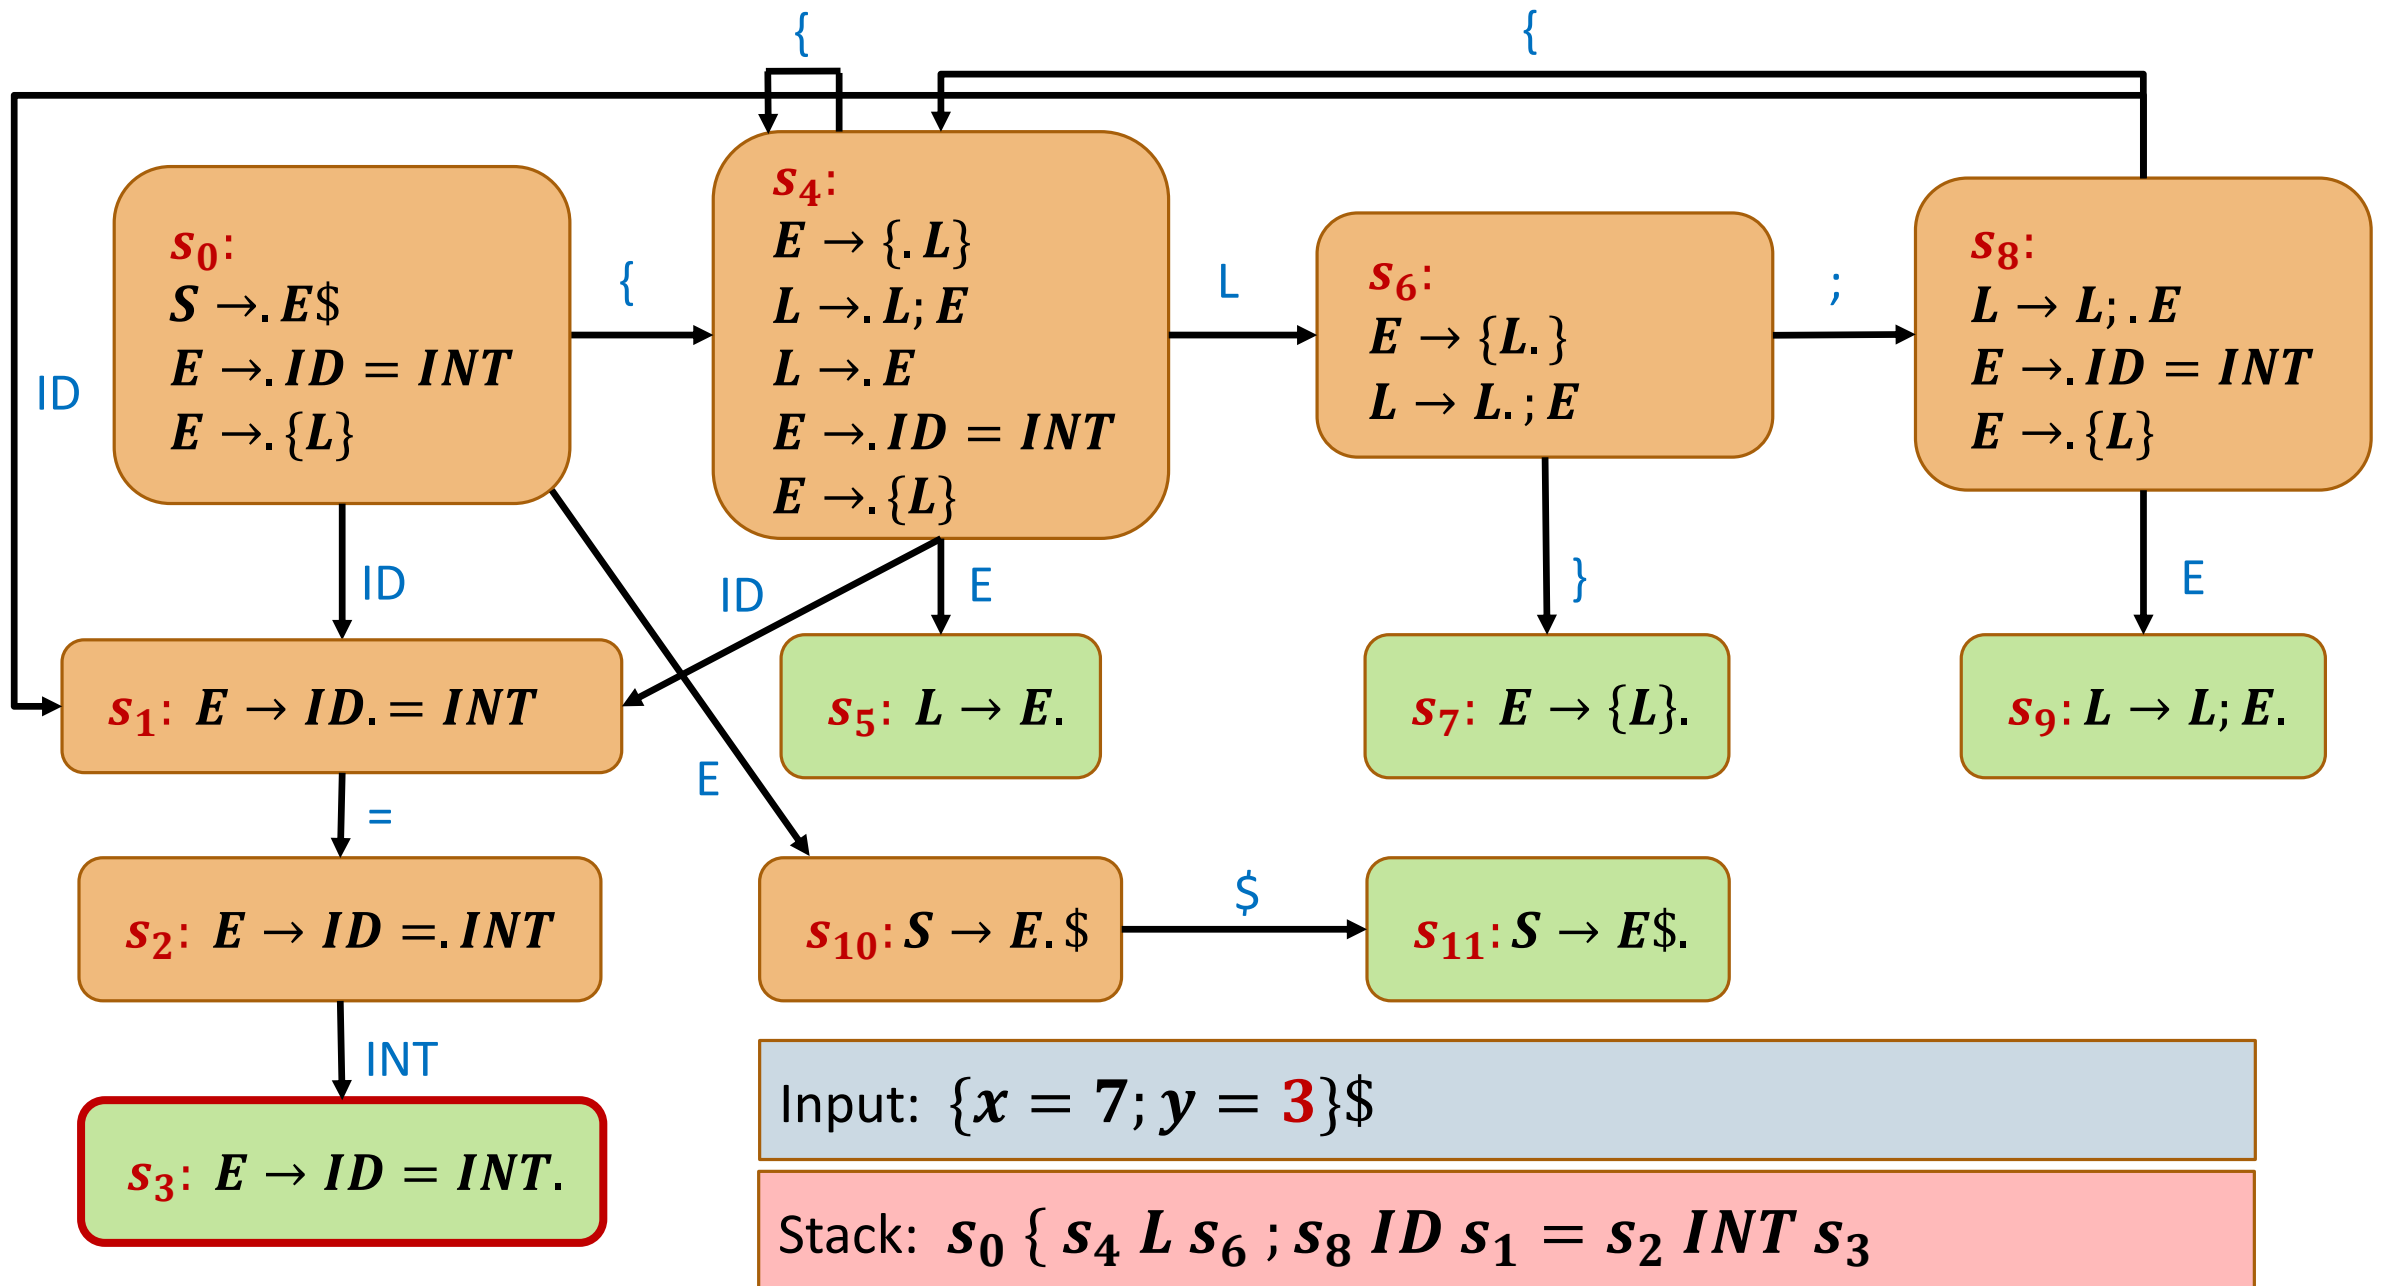 {
{
s₀:
S →. E$
E →. ID = INT
E →. {L}
{
s₄:
E → {. L}
L →. L; E
L →. E
E →. ID = INT
E →. {L}
L
s₆:
E → {L. }
L → L. ; E
;
s₈:
L → L; . E
E →. ID = INT
E →. {L}
ID
ID
ID
E
}
E
s₁: E → ID. = INT
s₅: L → E.
s₇: E → {L}.
s₉: L → L; E.
=
E
s₂: E → ID =. INT
s₁₀: S → E. $
$
s₁₁: S → E$.
INT
s₃: E → ID = INT.
Input: {x = 7; y = 3}$
Stack: s₀ { s₄ L s₆ ; s₈ ID s₁ = s₂ INT s₃